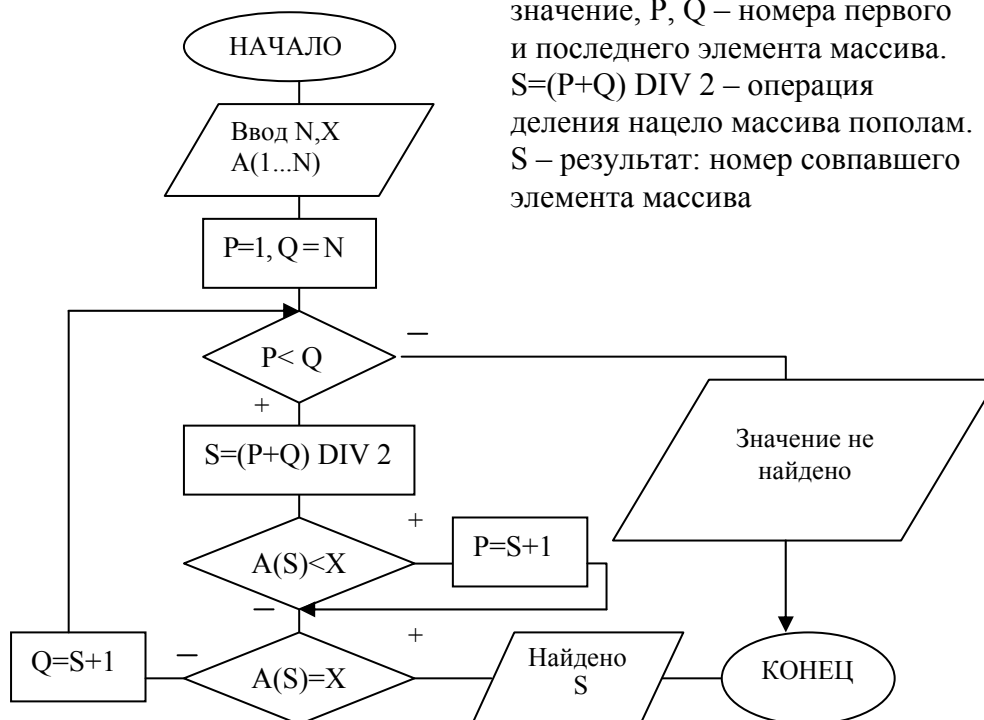 значение, P, Q – номера первого
и последнего элемента массива.
S=(P+Q) DIV 2 – операция
деления нацело массива пополам.
S – результат: номер совпавшего
элемента массива
НАЧАЛО
Ввод N,X
A(1...N)
P=1, Q = N
P< Q
–
+
S=(P+Q) DIV 2
Значение не
найдено
A(S)<X
+
P=S+1
–
Q=S+1
–
A(S)=X
+
Найдено
S
КОНЕЦ